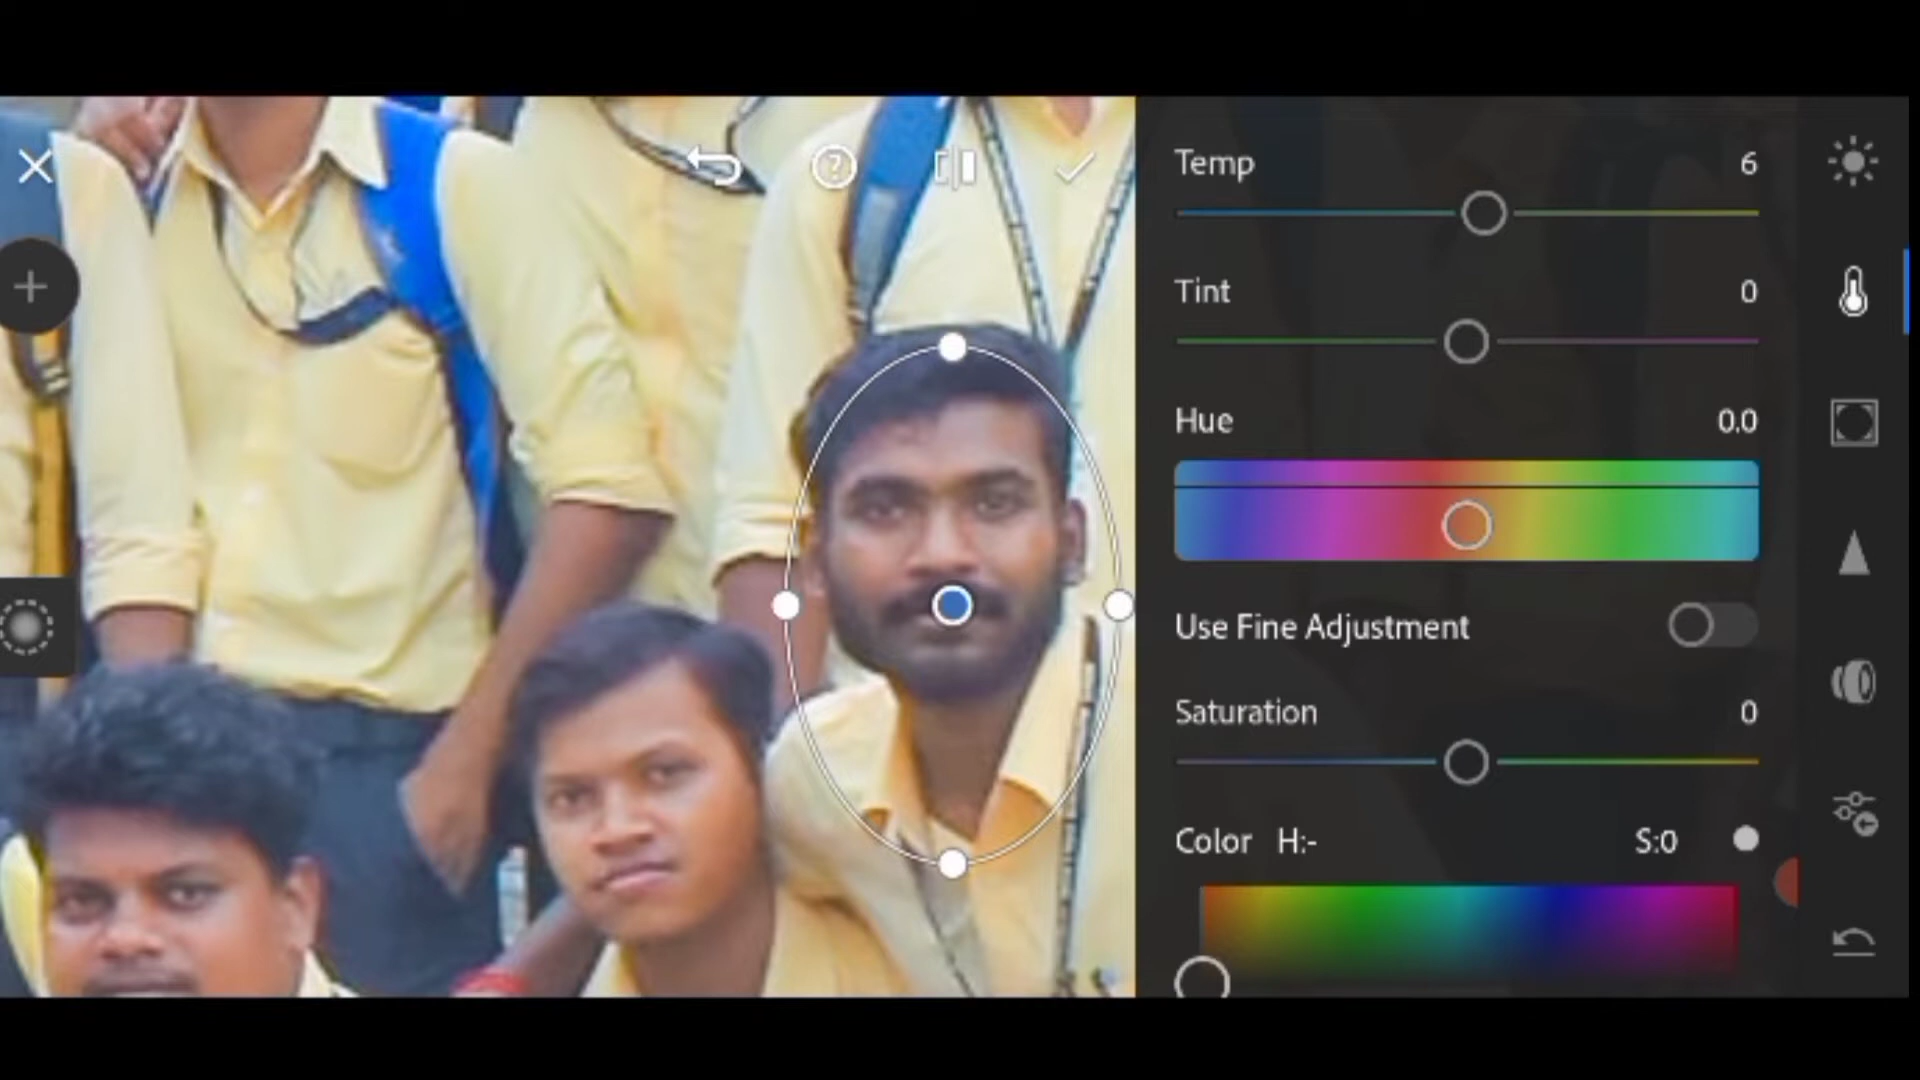 Temp 6
Tint 0
Hue 0.0
Use Fine Adjustment
Saturation 0
Color H:- S:0